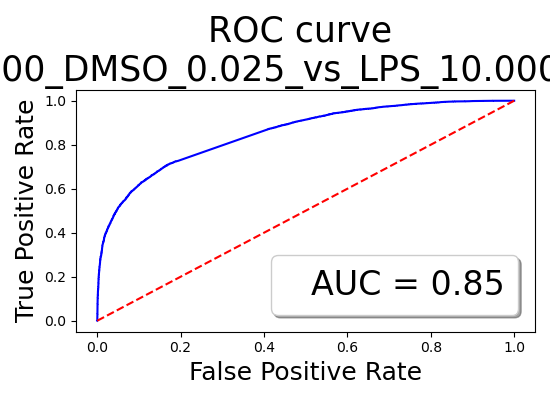 ROC curve
00_DMSO_0.025_vs_LPS_10.000
1.0
0.8
0.6
0.4
0.2
0.0
True Positive Rate
AUC = 0.85
0.0 0.2 0.4 0.6 0.8 1.0
False Positive Rate